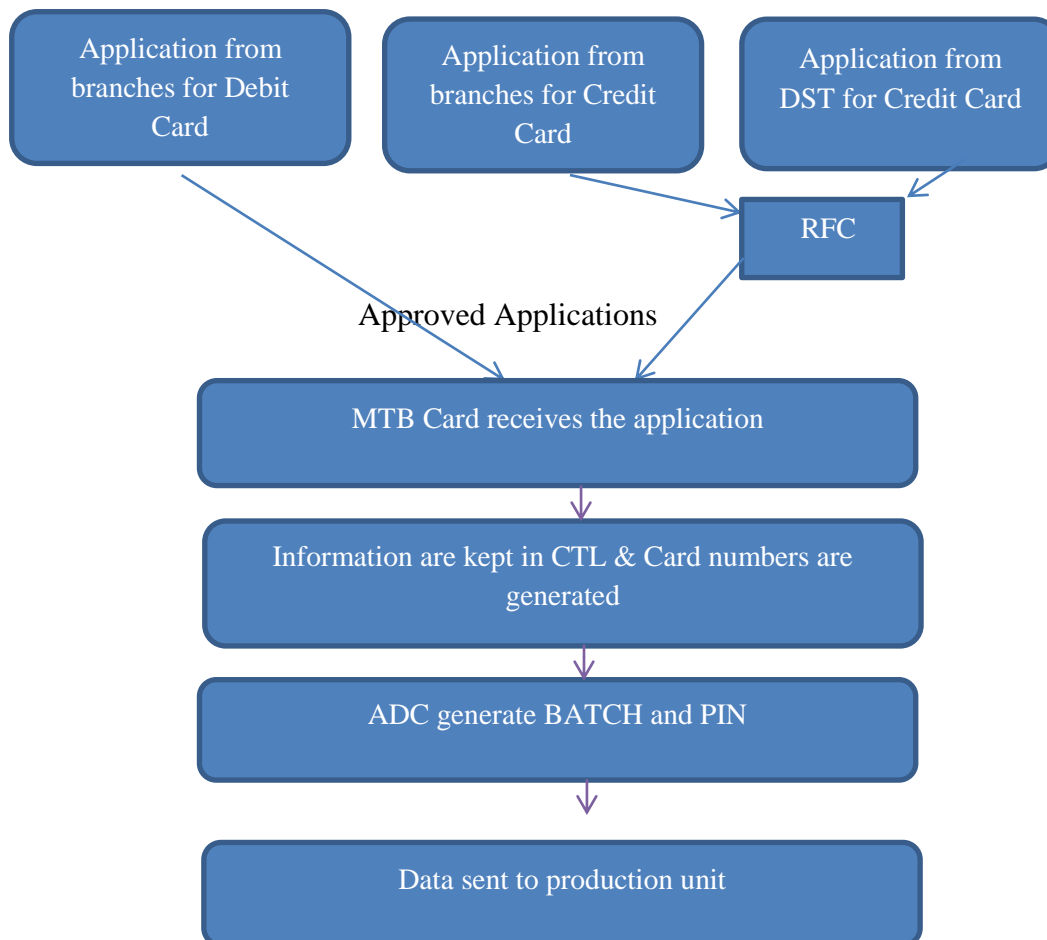 Application from
branches for Debit
Card
Application from
branches for Credit
Card
Application from
DST for Credit Card
RFC
Approved Applications
MTB Card receives the application
Information are kept in CTL & Card numbers are
generated
ADC generate BATCH and PIN
Data sent to production unit